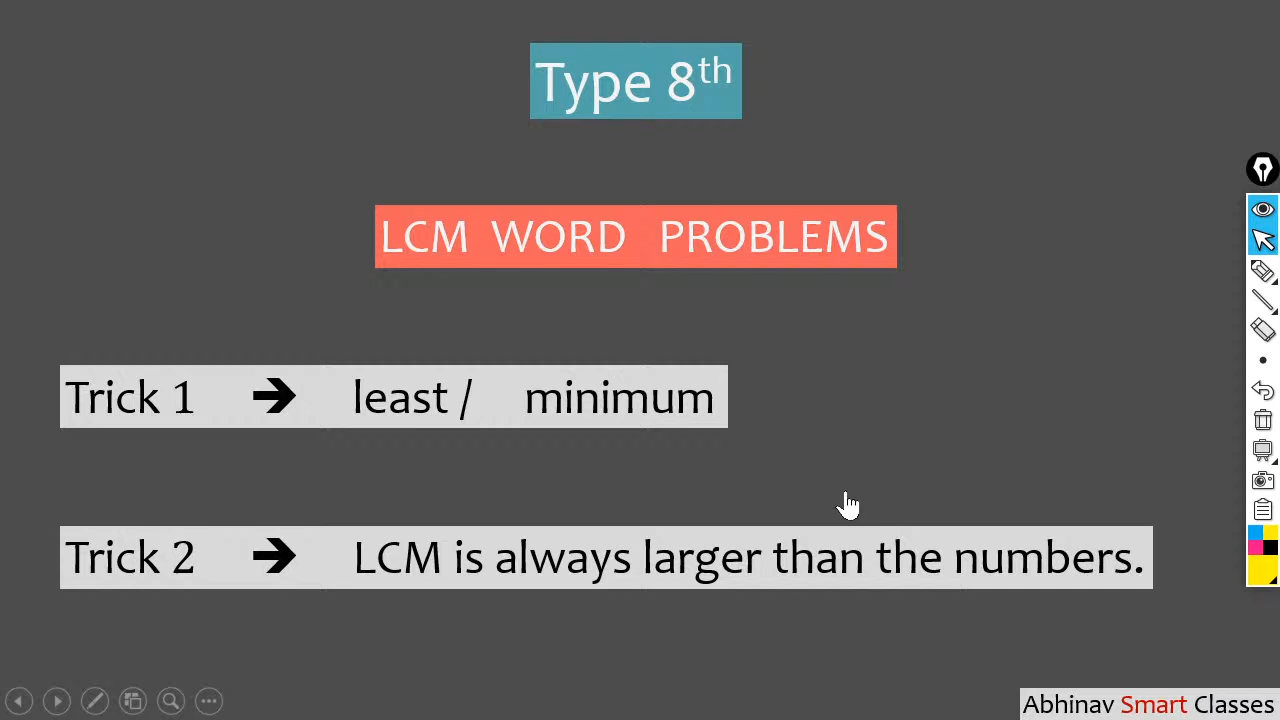 Type 8th
LCM WORD PROBLEMS
Trick 1 → least / minimum
Trick 2 → LCM is always larger than the numbers.
Abhinav Smart Classes